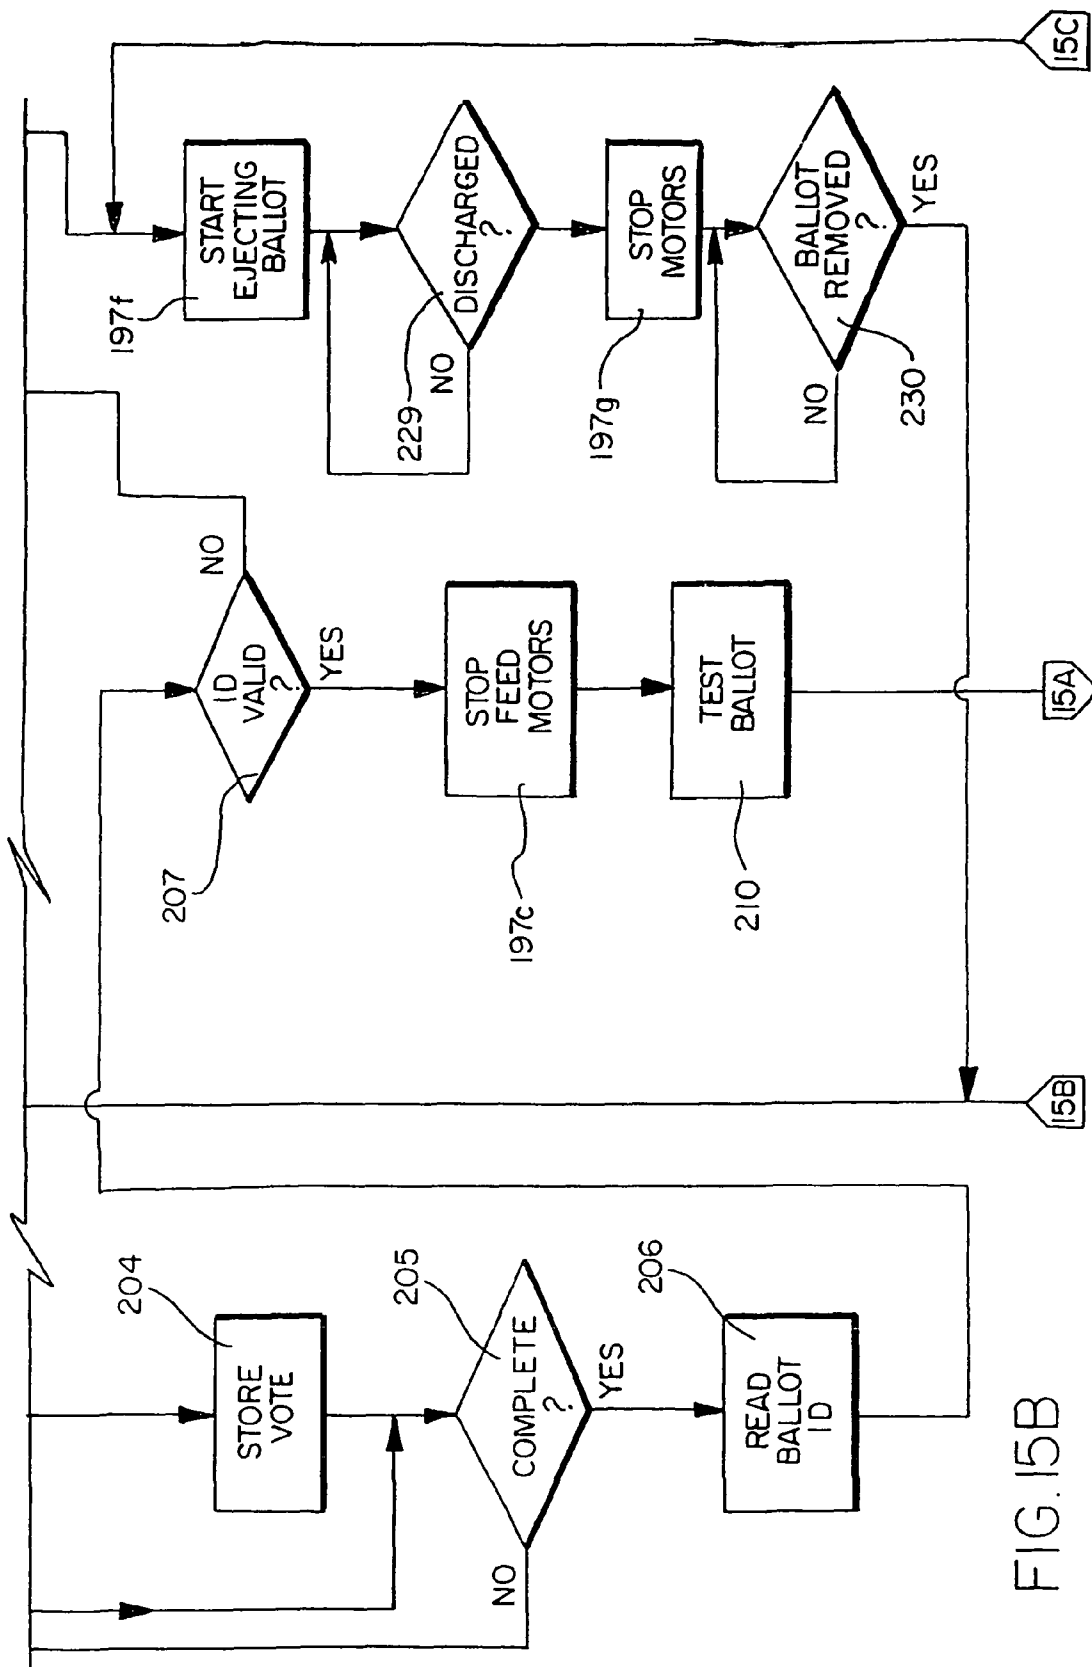 204
STORE
VOTE
205
COMPLETE
?
NO
YES
206
READ
BALLOT
ID
207
ID
VALID
?
NO
YES
STOP
FEED
MOTORS
197c
TEST
BALLOT
210
START
EJECTING
BALLOT
197f
DISCHARGED
?
229
NO
STOP
MOTORS
197g
BALLOT
REMOVED
?
NO
YES
230
15B
15A
15C
FIG. 15B